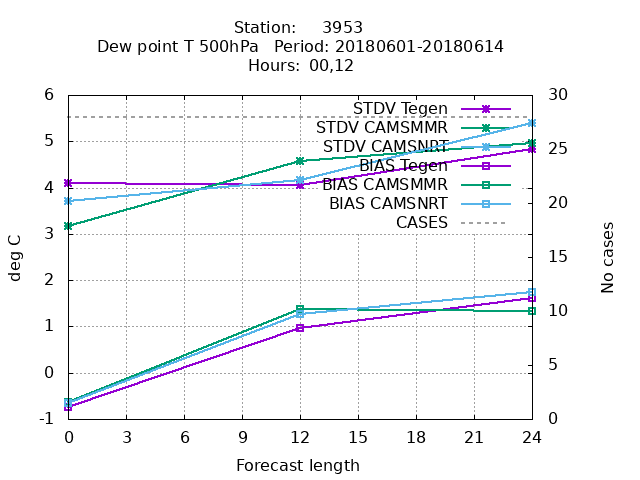 Station: 3953
Dew point T 500hPa Period: 20180601-20180614
Hours: 00,12
6
5
4
3
2
1
0
-1
deg C
30
25
20
15
10
5
0
No cases
STDV Tegen
STDV CAMSMMR
STDV CAMSNRT
BIAS Tegen
BIAS CAMSMMR
BIAS CAMSNRT
CASES
0 3 6 9 12 15 18 21 24
Forecast length